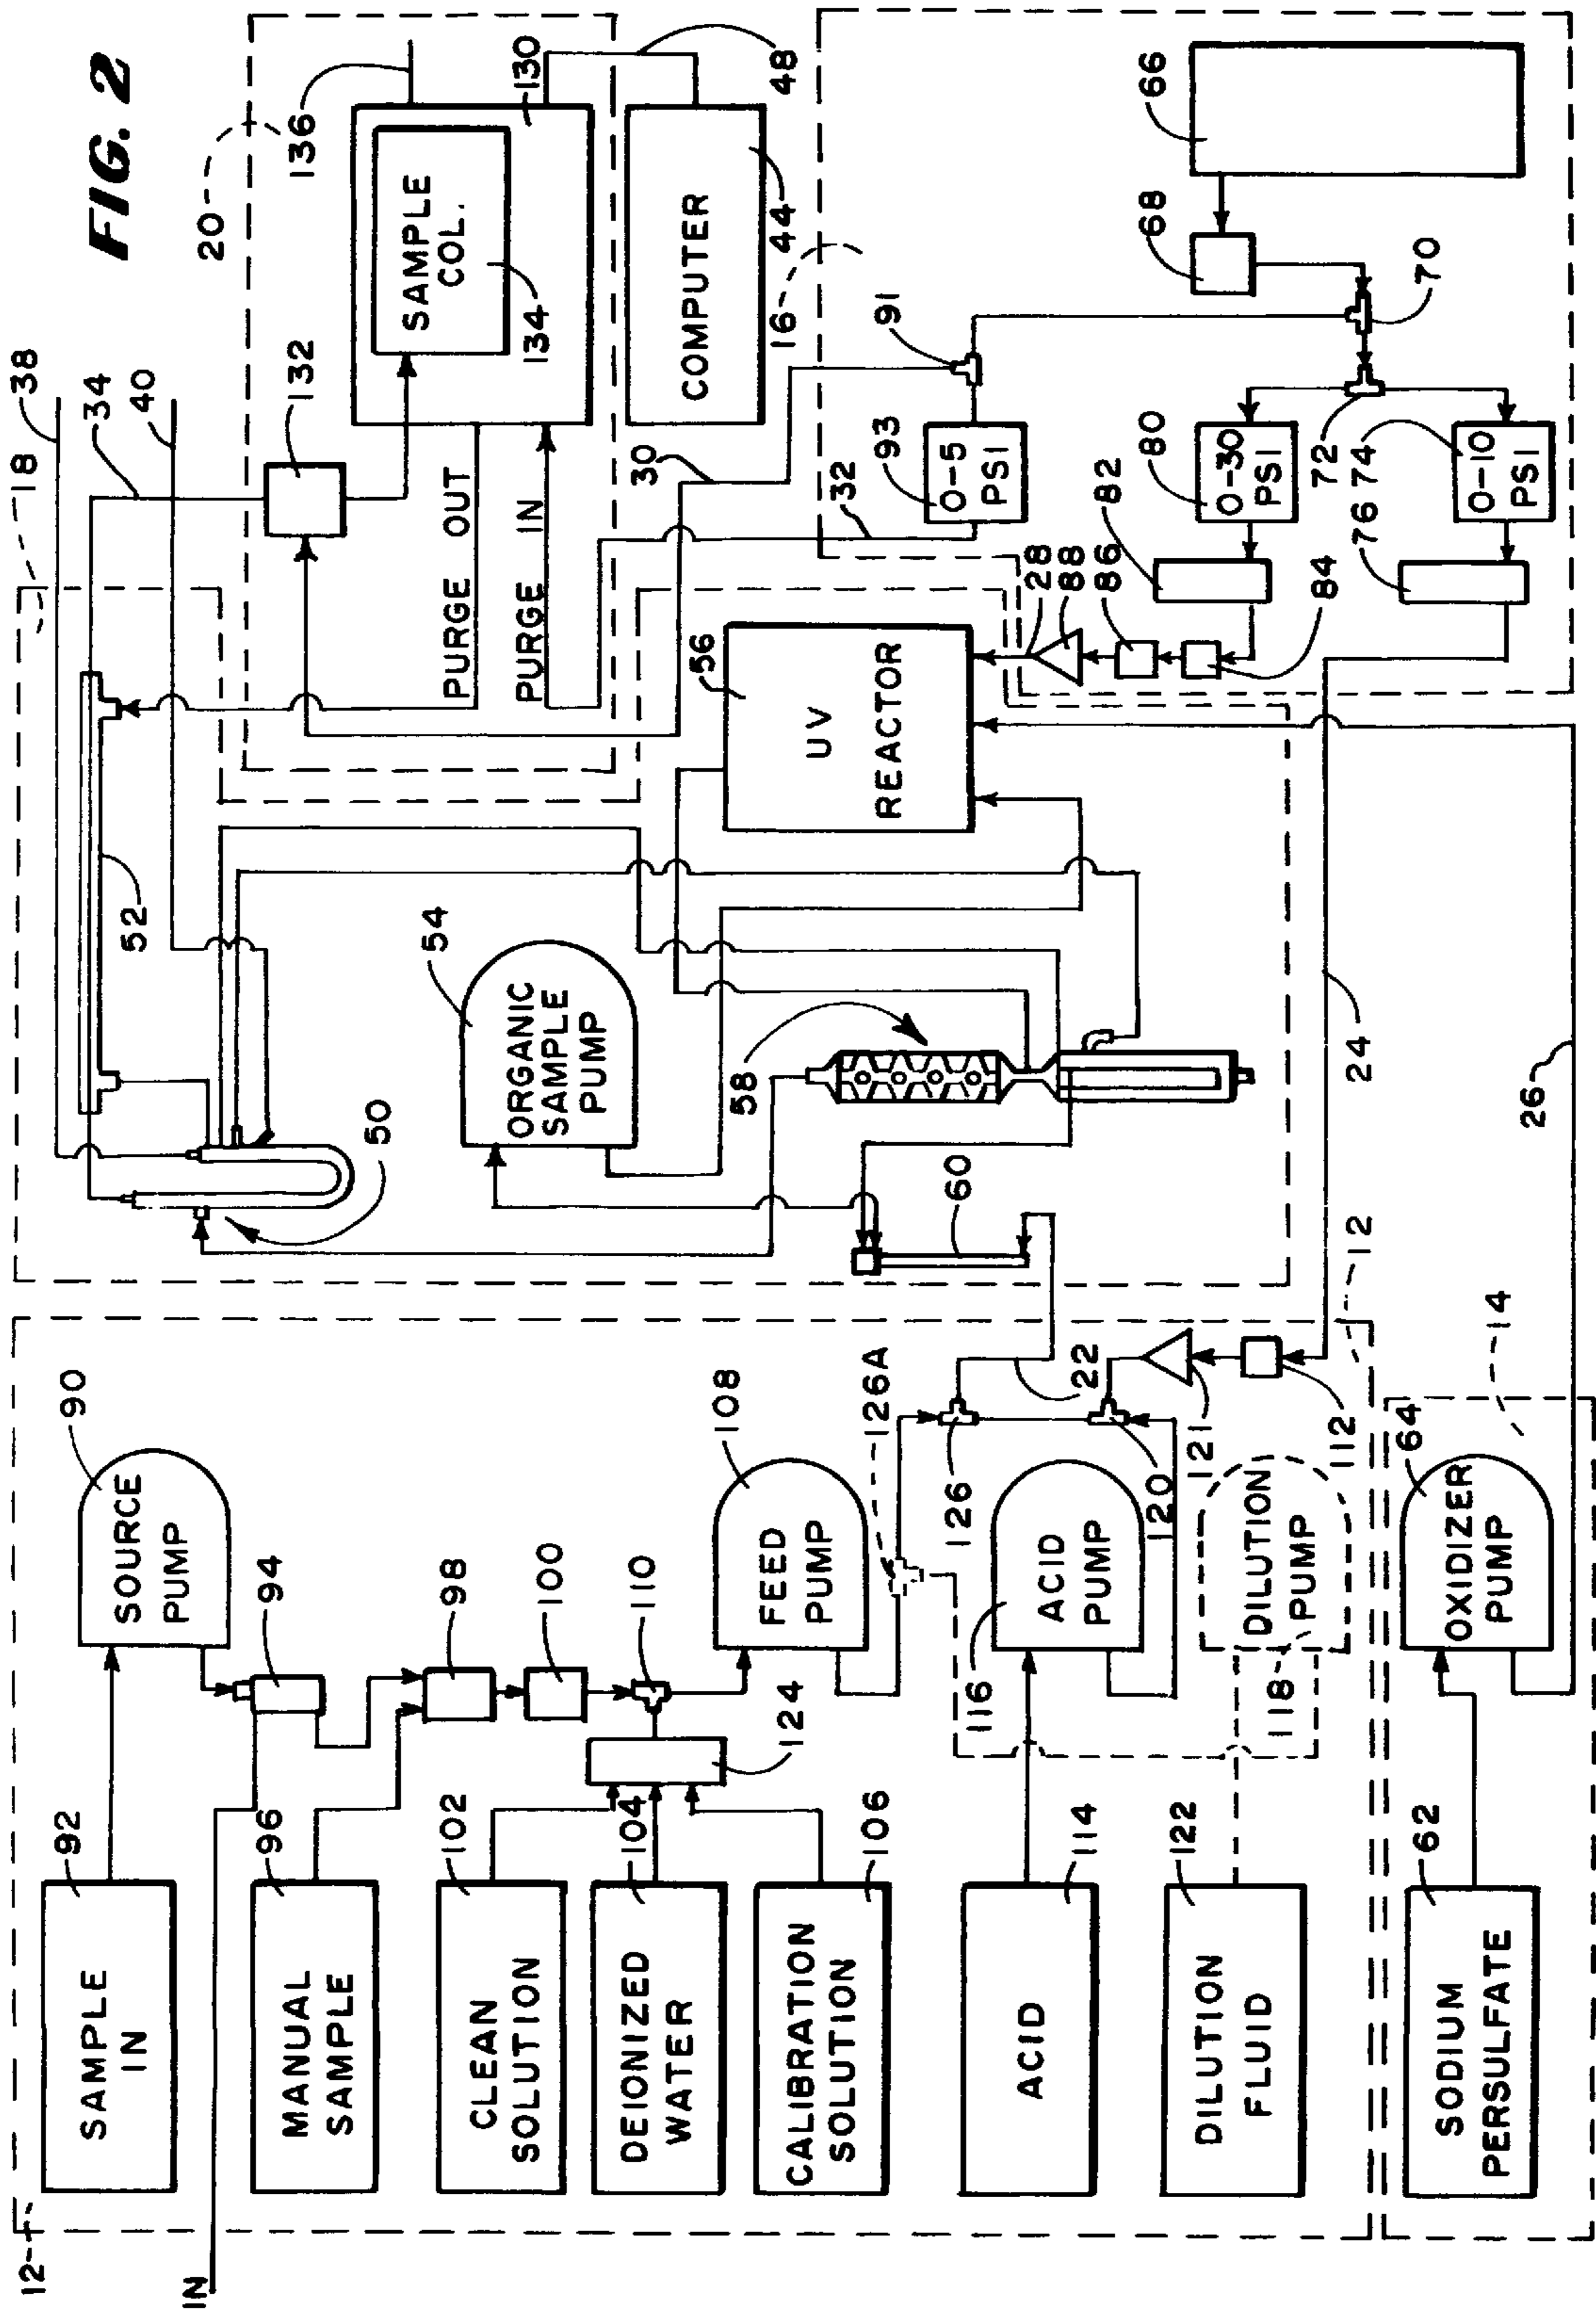 FIG. 2
12
IN
SAMPLE
IN
92
SOURCE
PUMP
90
94
MANUAL
SAMPLE
96
98
100
CLEAN
SOLUTION
102
DEIONIZED
WATER
104
110
124
CALIBRATION
SOLUTION
106
FEED
PUMP
108
126A
126
22
ACID
114
ACID
PUMP
116
120
121
112
DILUTION
FLUID
122
DILUTION
PUMP
118
12
SODIUM
PERSULFATE
62
OXIDIZER
PUMP
64
14
26
24
18
38
34
40
52
50
ORGANIC
SAMPLE
PUMP
54
58
60
UV
REACTOR
56
20
136
132
SAMPLE
COL.
134
130
PURGE OUT
PURGE IN
COMPUTER
44
48
30
32
16
91
93
0-5
PSI
66
68
70
72
80
0-30
PSI
74
0-10
PSI
82
76
28
88
86
84